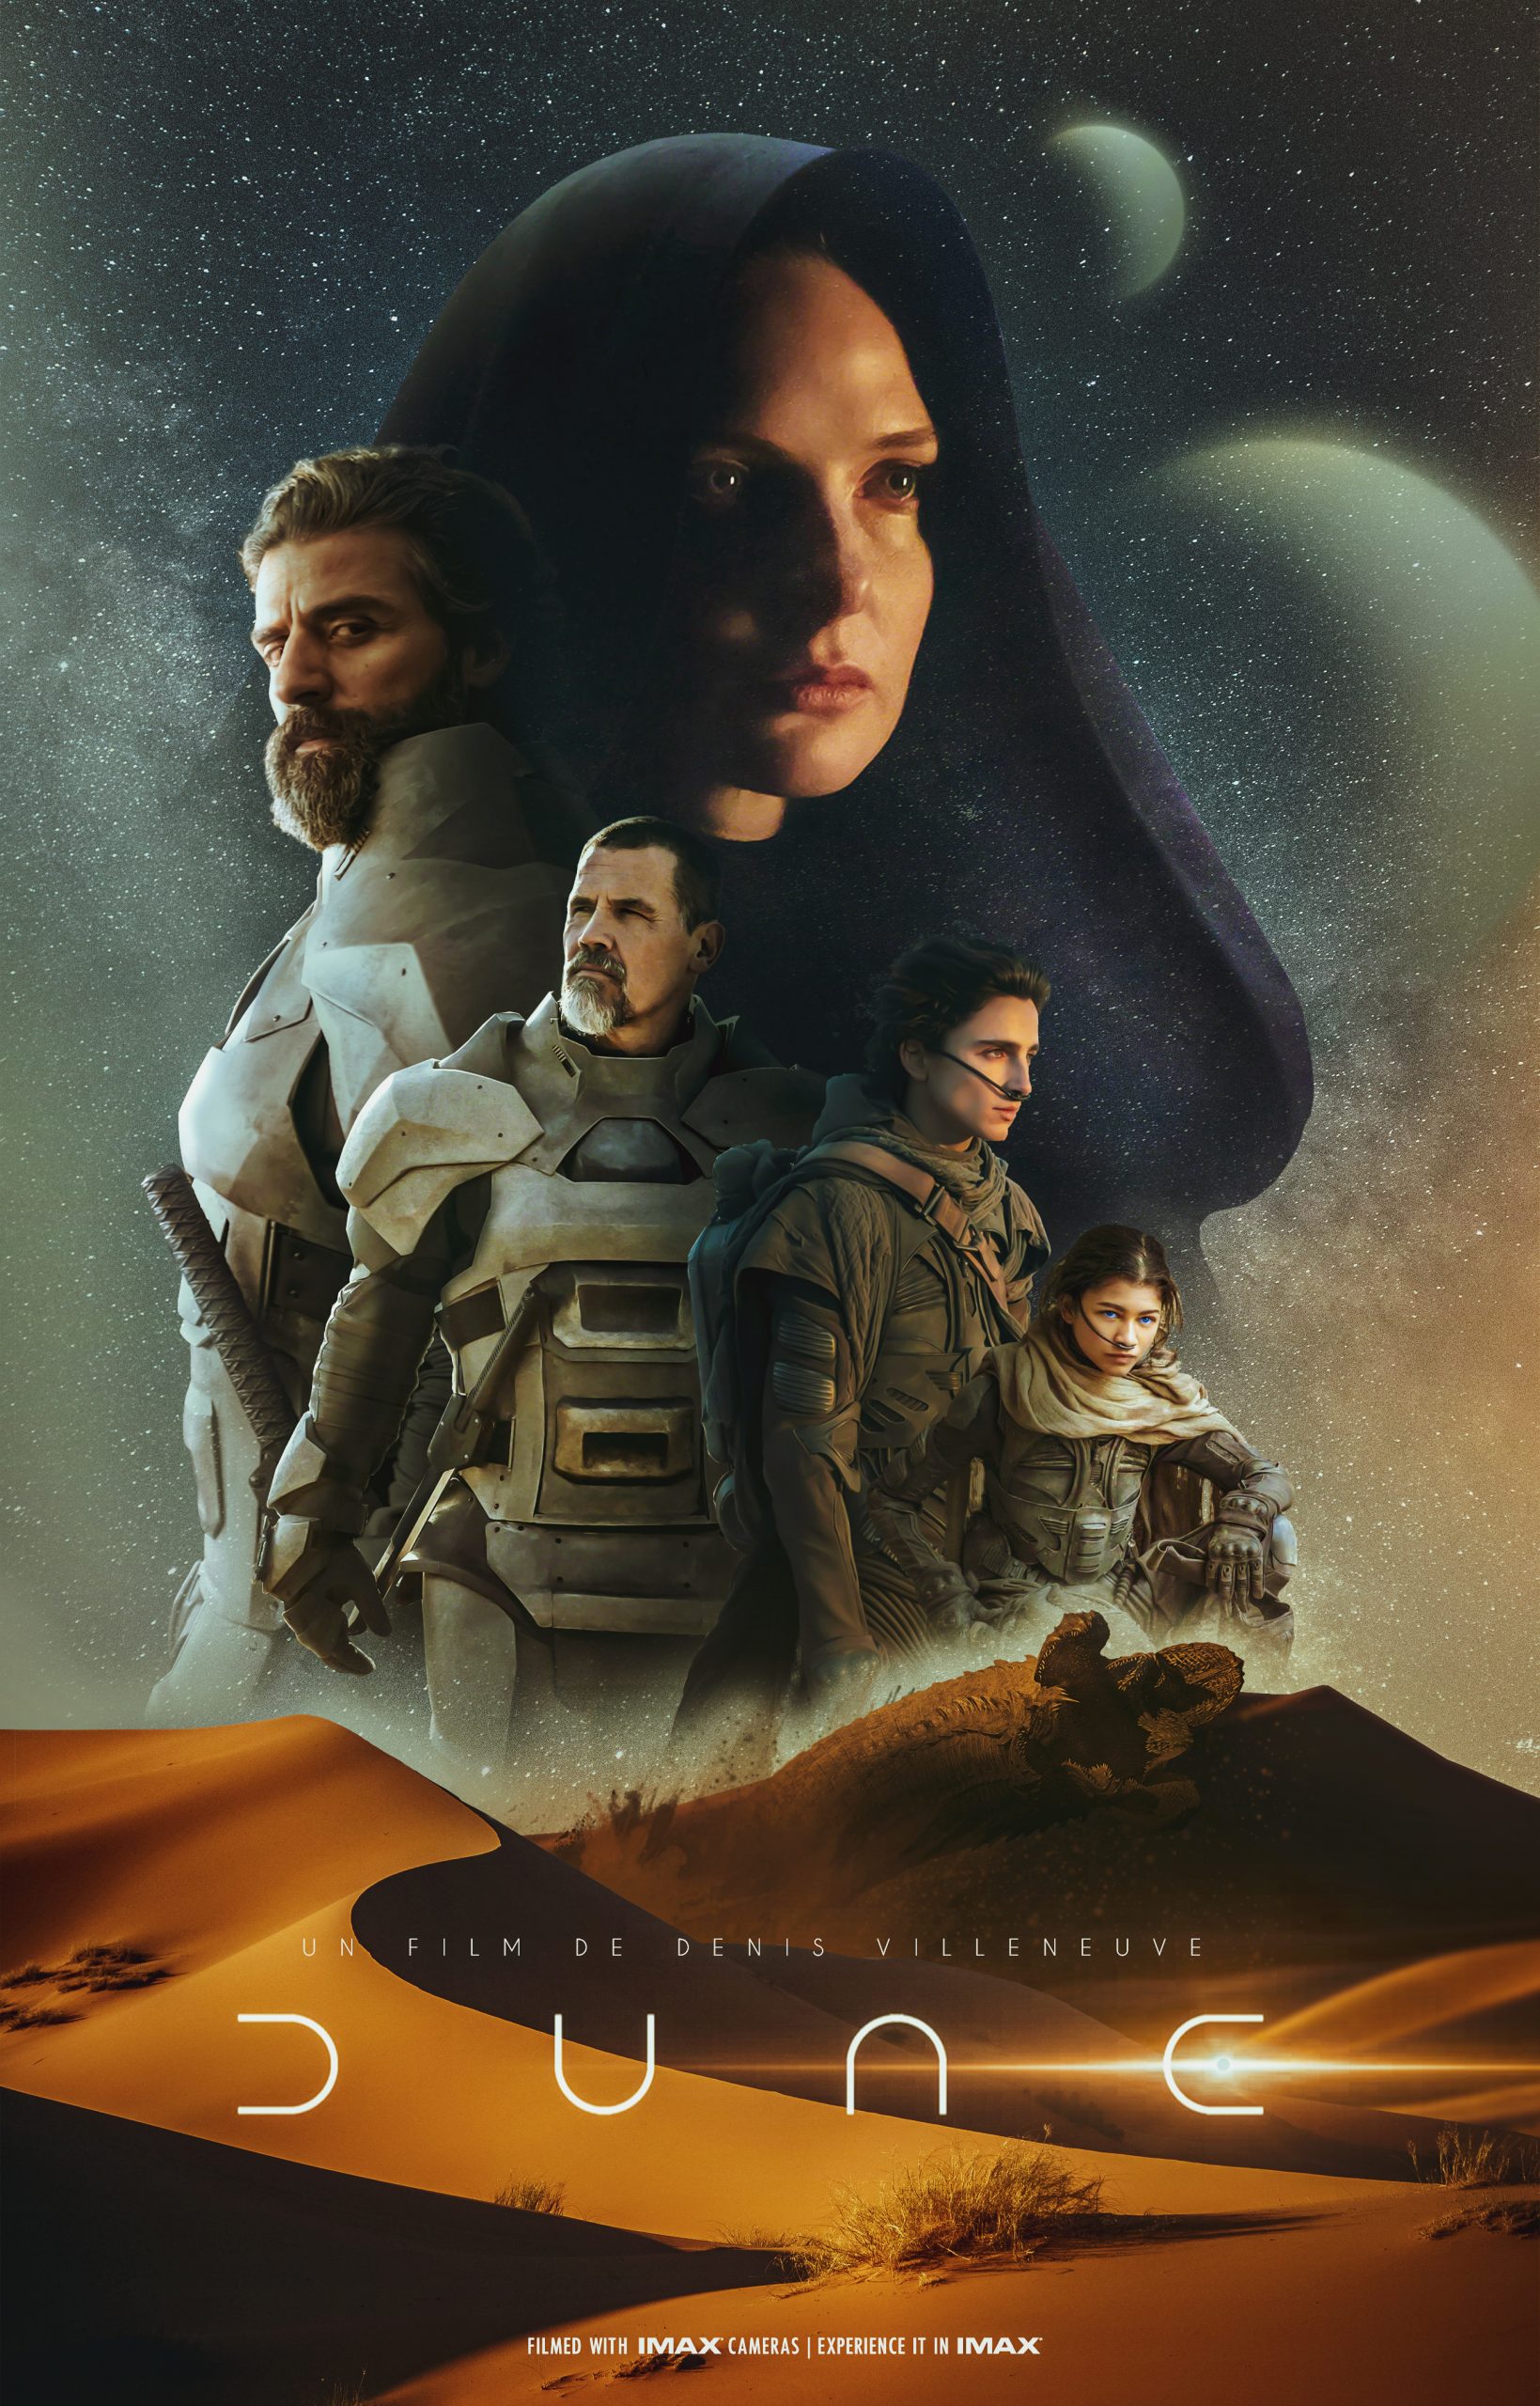 UN FILM DE DENIS VILLENEUVE
DUNE
FILMED WITH IMAX CAMERAS | EXPERIENCE IT IN IMAX